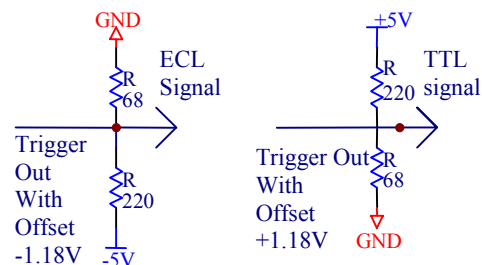 GND
R
68
ECL
Signal
Trigger
Out
With
Offset
-1.18V
R
220
-5V
+5V
R
220
TTL
signal
Trigger Out
With
Offset
+1.18V
R
68
GND